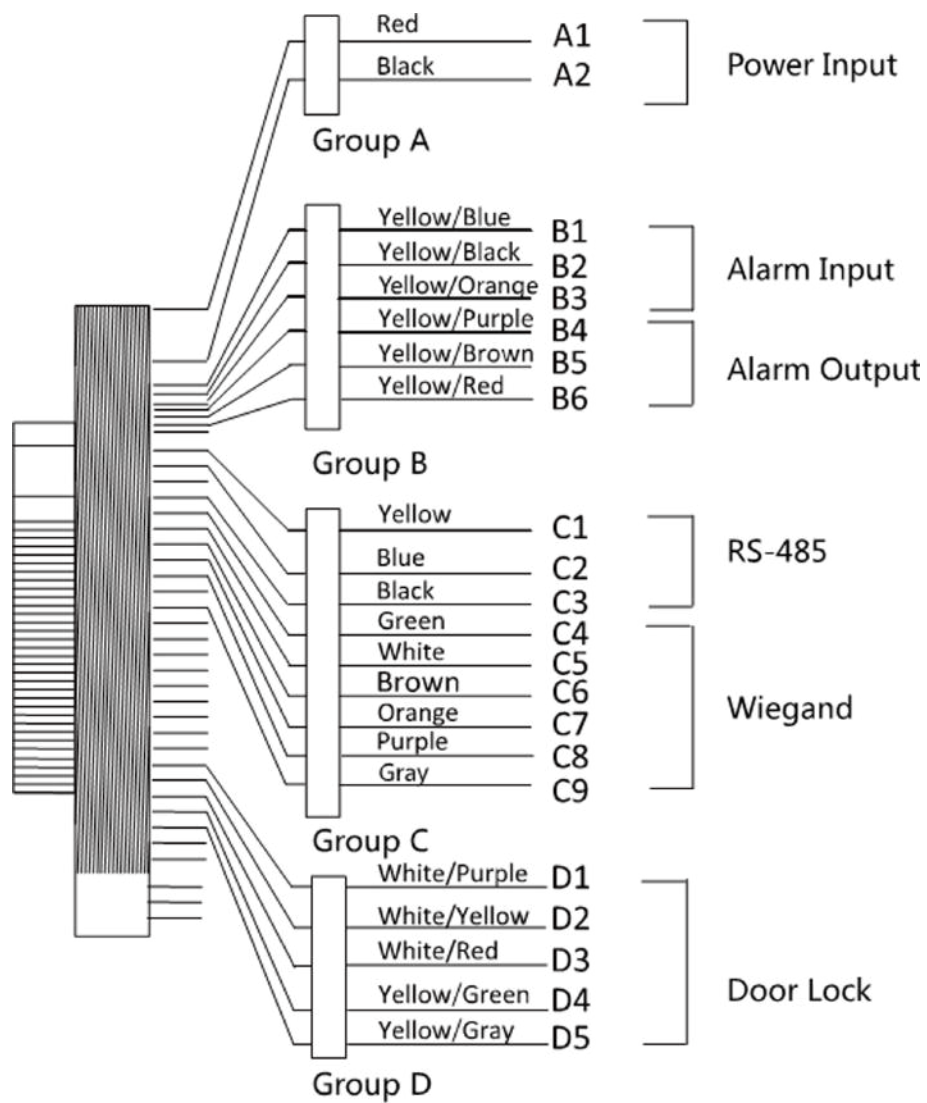 Red A1
Black A2
Power Input
Group A
Yellow/Blue B1
Yellow/Black B2
Yellow/Orange B3
Alarm Input
Yellow/Purple B4
Yellow/Brown B5
Yellow/Red B6
Alarm Output
Group B
Yellow C1
Blue C2
Black C3
RS-485
Green C4
White C5
Brown C6
Orange C7
Purple C8
Gray C9
Wiegand
Group C
White/Purple D1
White/Yellow D2
White/Red D3
Yellow/Green D4
Yellow/Gray D5
Door Lock
Group D